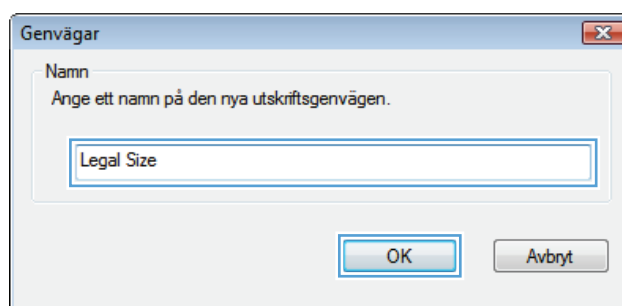 Genvägar
Namn
Ange ett namn på den nya utskriftsgenvägen.
Legal Size
OK
Avbryt